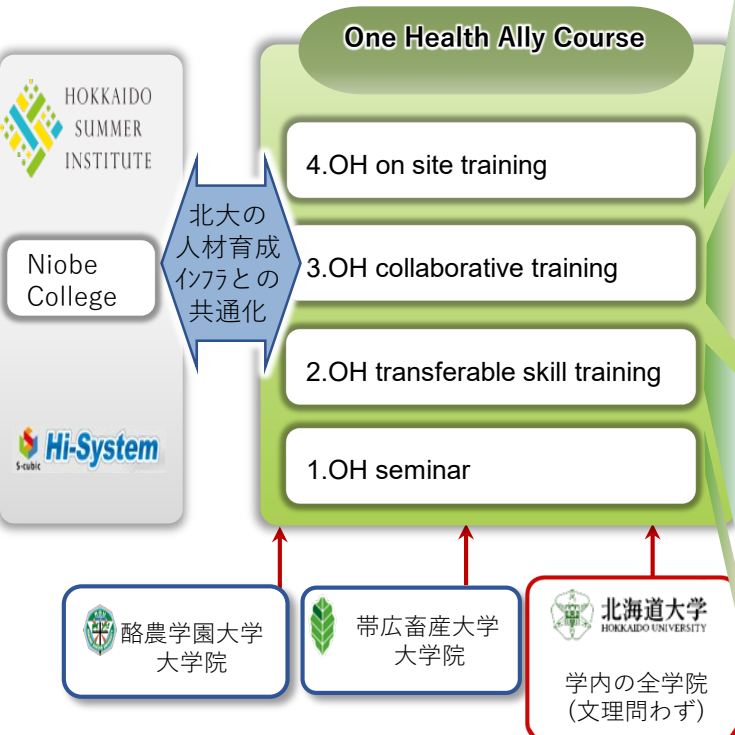 One Health Ally Course
HOKKAIDO
SUMMER
INSTITUTE
Niobe
College
S-cubic
Hi-System
北大の
人材育成
ｲﾝﾌﾗとの
共通化
4.OH on site training
3.OH collaborative training
2.OH transferable skill training
1.OH seminar
酪農学園大学
大学院
帯広畜産大学
大学院
北海道大学
HOKKAIDO UNIVERSITY
学内の全学院
(文理問わず)